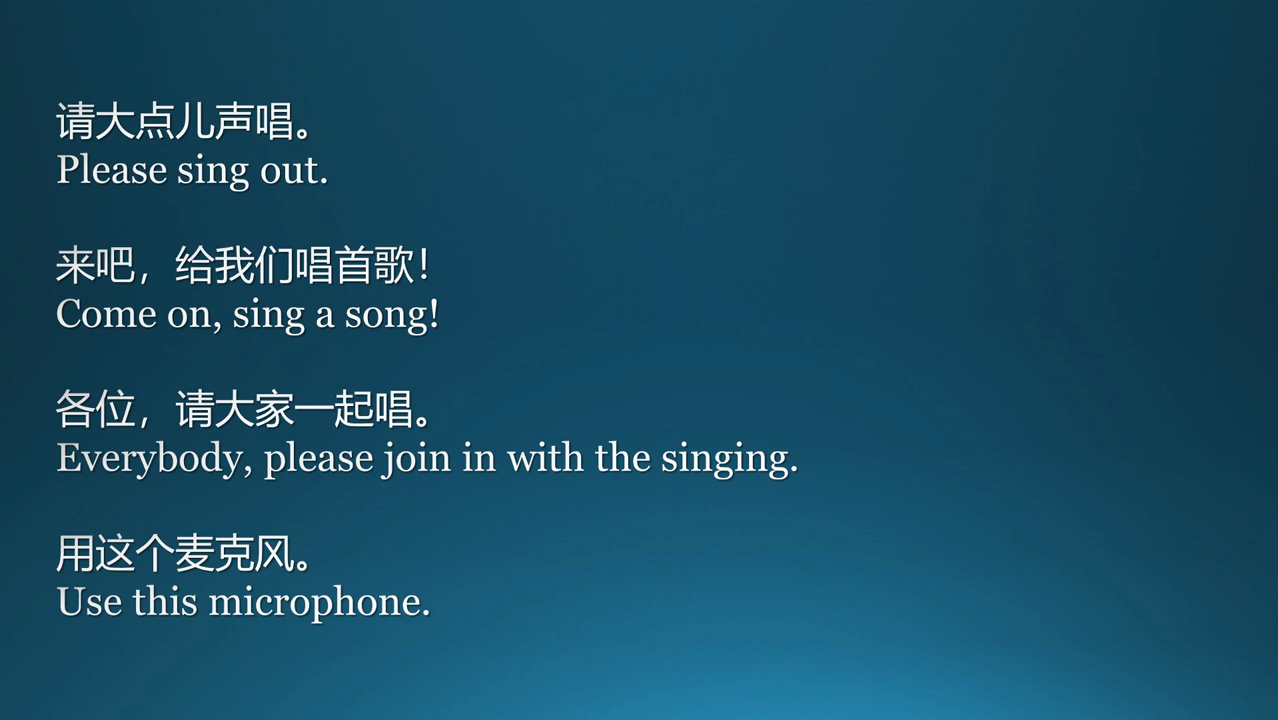 请大点儿声唱。
Please sing out.
来吧，给我们唱首歌！
Come on, sing a song!
各位，请大家一起唱。
Everybody, please join in with the singing.
用这个麦克风。
Use this microphone.